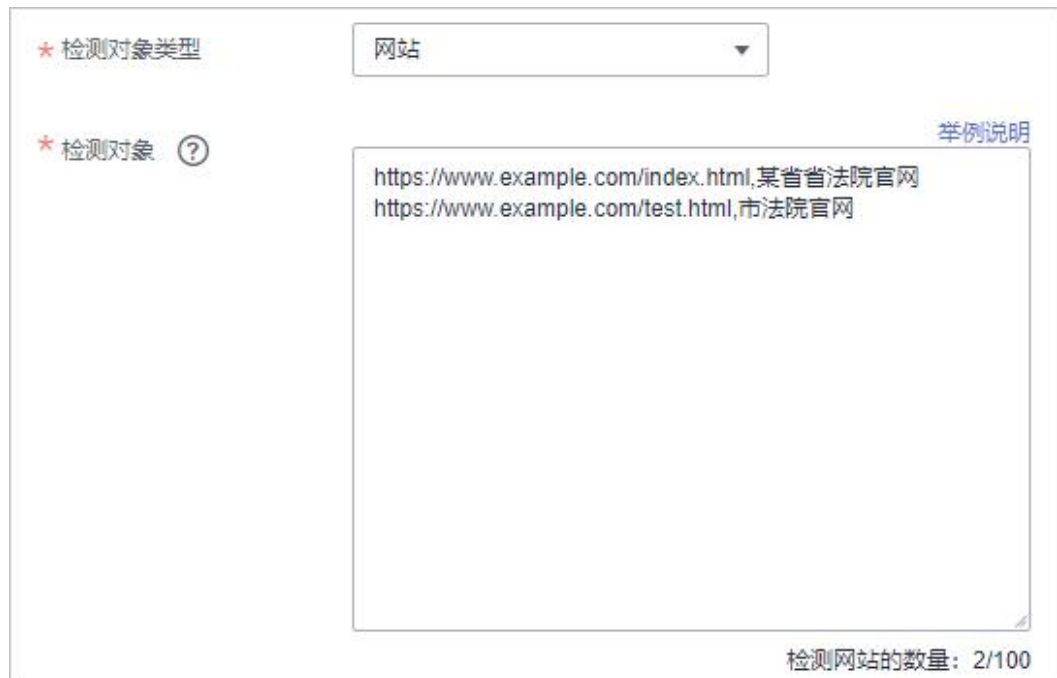 * 检测对象类型
网站
* 检测对象 ?
举例说明
https://www.example.com/index.html,某省省法院官网
https://www.example.com/test.html,市法院官网
检测网站的数量：2/100